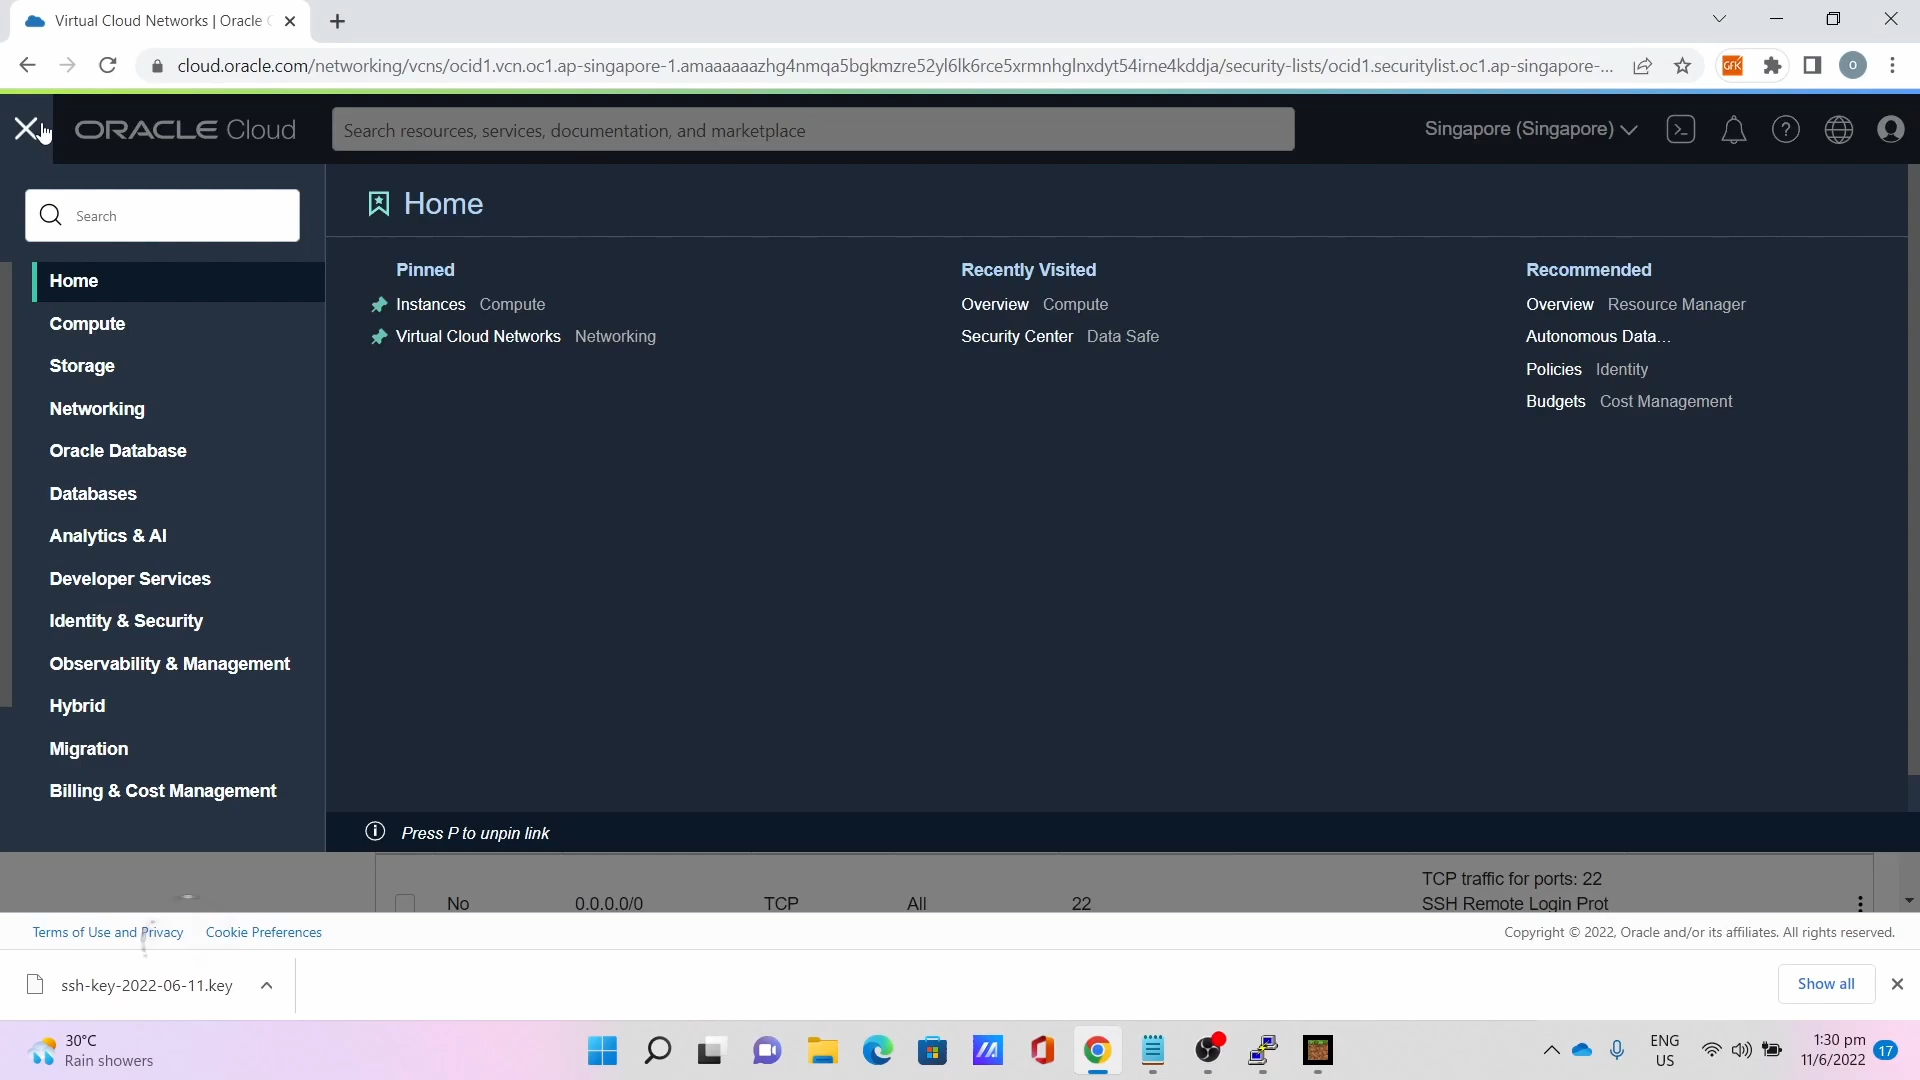 Virtual Cloud Networks | Oracle C
cloud.oracle.com/networking/vcns/ocid1.vcn.oc1.ap-singapore-1.amaaaaaazhg4nmqa5bgkmzre52yl6lk6rce5xrmnhglnxdyt54irne4kddja/security-lists/ocid1.securitylist.oc1.ap-singapore-...
GFK
O
ORACLE Cloud
Search resources, services, documentation, and marketplace
Singapore (Singapore)
Search
Home
Compute
Storage
Networking
Oracle Database
Databases
Analytics & AI
Developer Services
Identity & Security
Observability & Management
Hybrid
Migration
Billing & Cost Management
Home
Pinned
Instances Compute
Virtual Cloud Networks Networking
Recently Visited
Overview Compute
Security Center Data Safe
Recommended
Overview Resource Manager
Autonomous Data...
Policies Identity
Budgets Cost Management
Press P to unpin link
No 0.0.0.0/0 TCP All 22
TCP traffic for ports: 22
SSH Remote Login Prot
Terms of Use and Privacy Cookie Preferences
Copyright © 2022, Oracle and/or its affiliates. All rights reserved.
ssh-key-2022-06-11.key
Show all
30°C
Rain showers
ENG
US
1:30 pm
11/6/2022
17